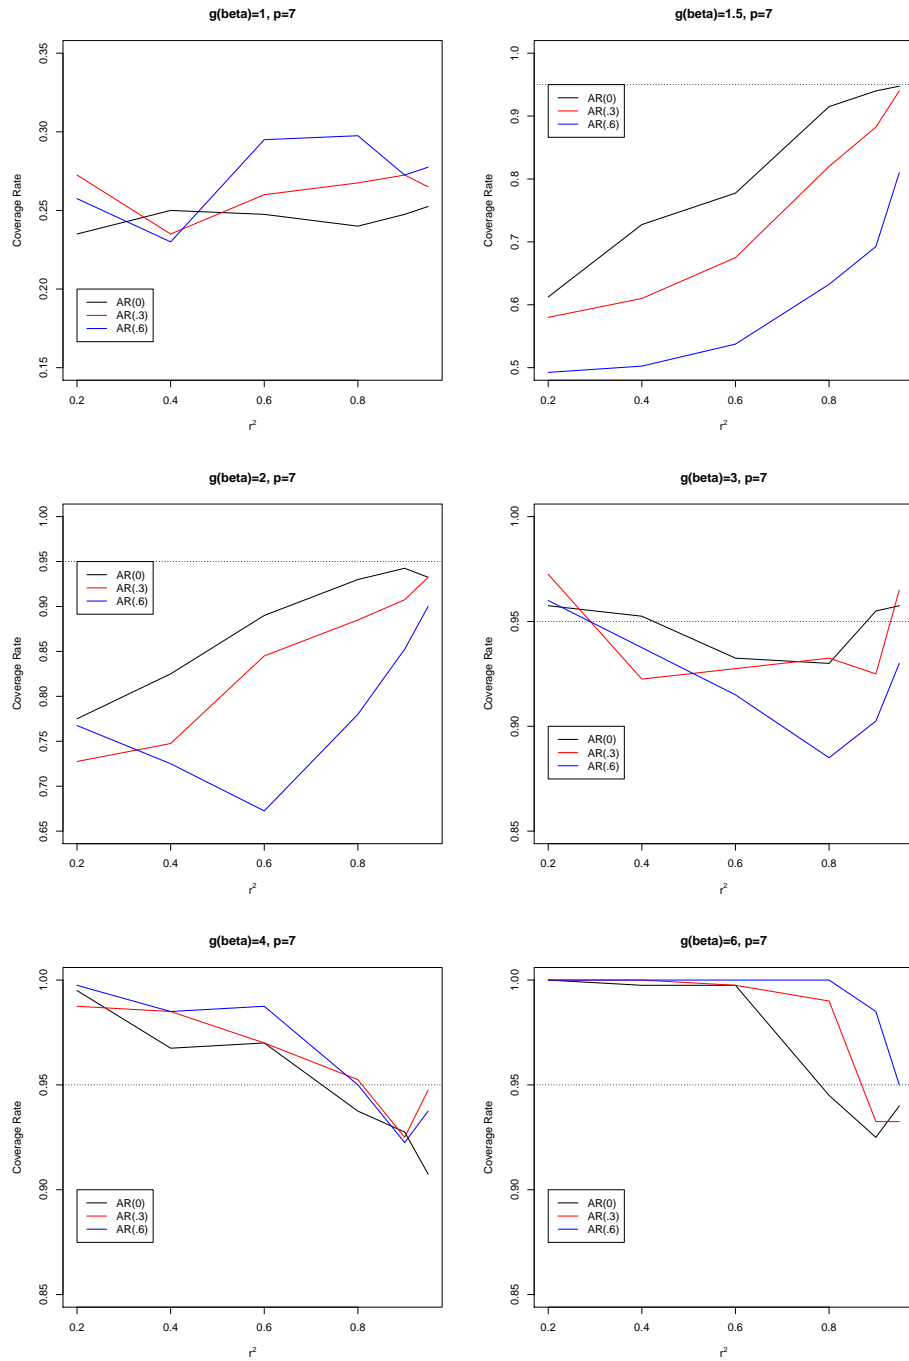 g(beta)=1, p=7
Coverage Rate
0.35
0.30
0.25
0.20
0.15
AR(0)
AR(.3)
AR(.6)
0.2 0.4 0.6 0.8
r²
g(beta)=1.5, p=7
Coverage Rate
1.0
0.9
0.8
0.7
0.6
0.5
AR(0)
AR(.3)
AR(.6)
0.2 0.4 0.6 0.8
r²
g(beta)=2, p=7
Coverage Rate
1.00
0.95
0.90
0.85
0.80
0.75
0.70
0.65
AR(0)
AR(.3)
AR(.6)
0.2 0.4 0.6 0.8
r²
g(beta)=3, p=7
Coverage Rate
1.00
0.95
0.90
0.85
AR(0)
AR(.3)
AR(.6)
0.2 0.4 0.6 0.8
r²
g(beta)=4, p=7
Coverage Rate
1.00
0.95
0.90
0.85
AR(0)
AR(.3)
AR(.6)
0.2 0.4 0.6 0.8
r²
g(beta)=6, p=7
Coverage Rate
1.00
0.95
0.90
0.85
AR(0)
AR(.3)
AR(.6)
0.2 0.4 0.6 0.8
r²